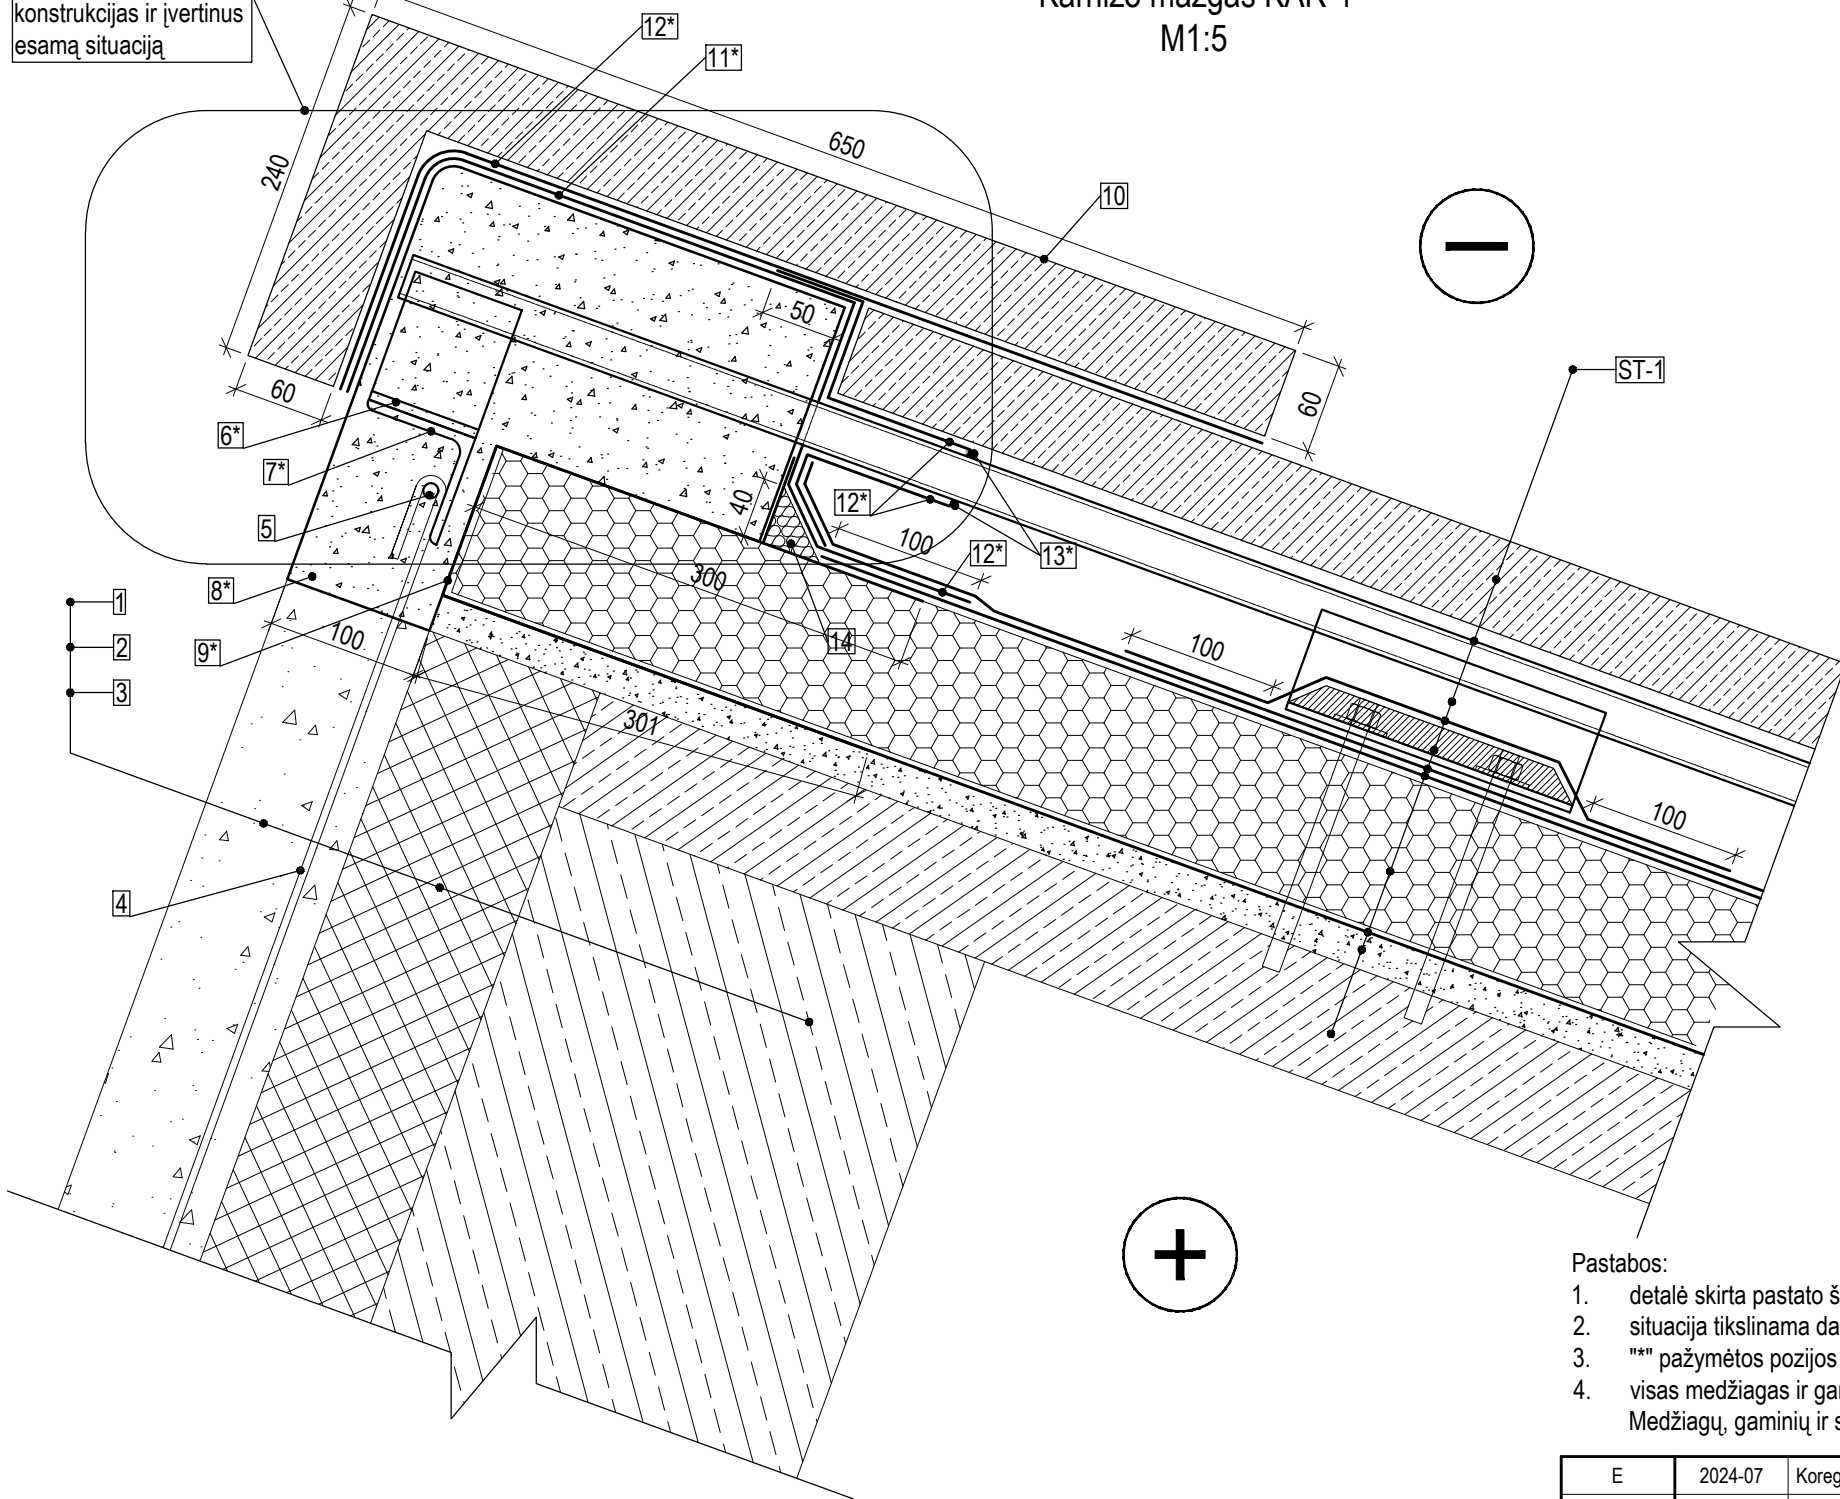 konstrukcijas ir įvertinus
esamą situaciją
M1:5
12*
11*
650
10
240
50
ST-1
60
60
6*
7*
40
12*
5
100
12*
13*
300
8*
1
100
14
100
9*
2
3
301
100
4
Pastabos:
1. detalė skirta pastato
2. situacija tikslinama
3. "*" pažymėtos pozijos
4. visas medžiagas ir
Medžiagų, gaminių ir
E 2024-07